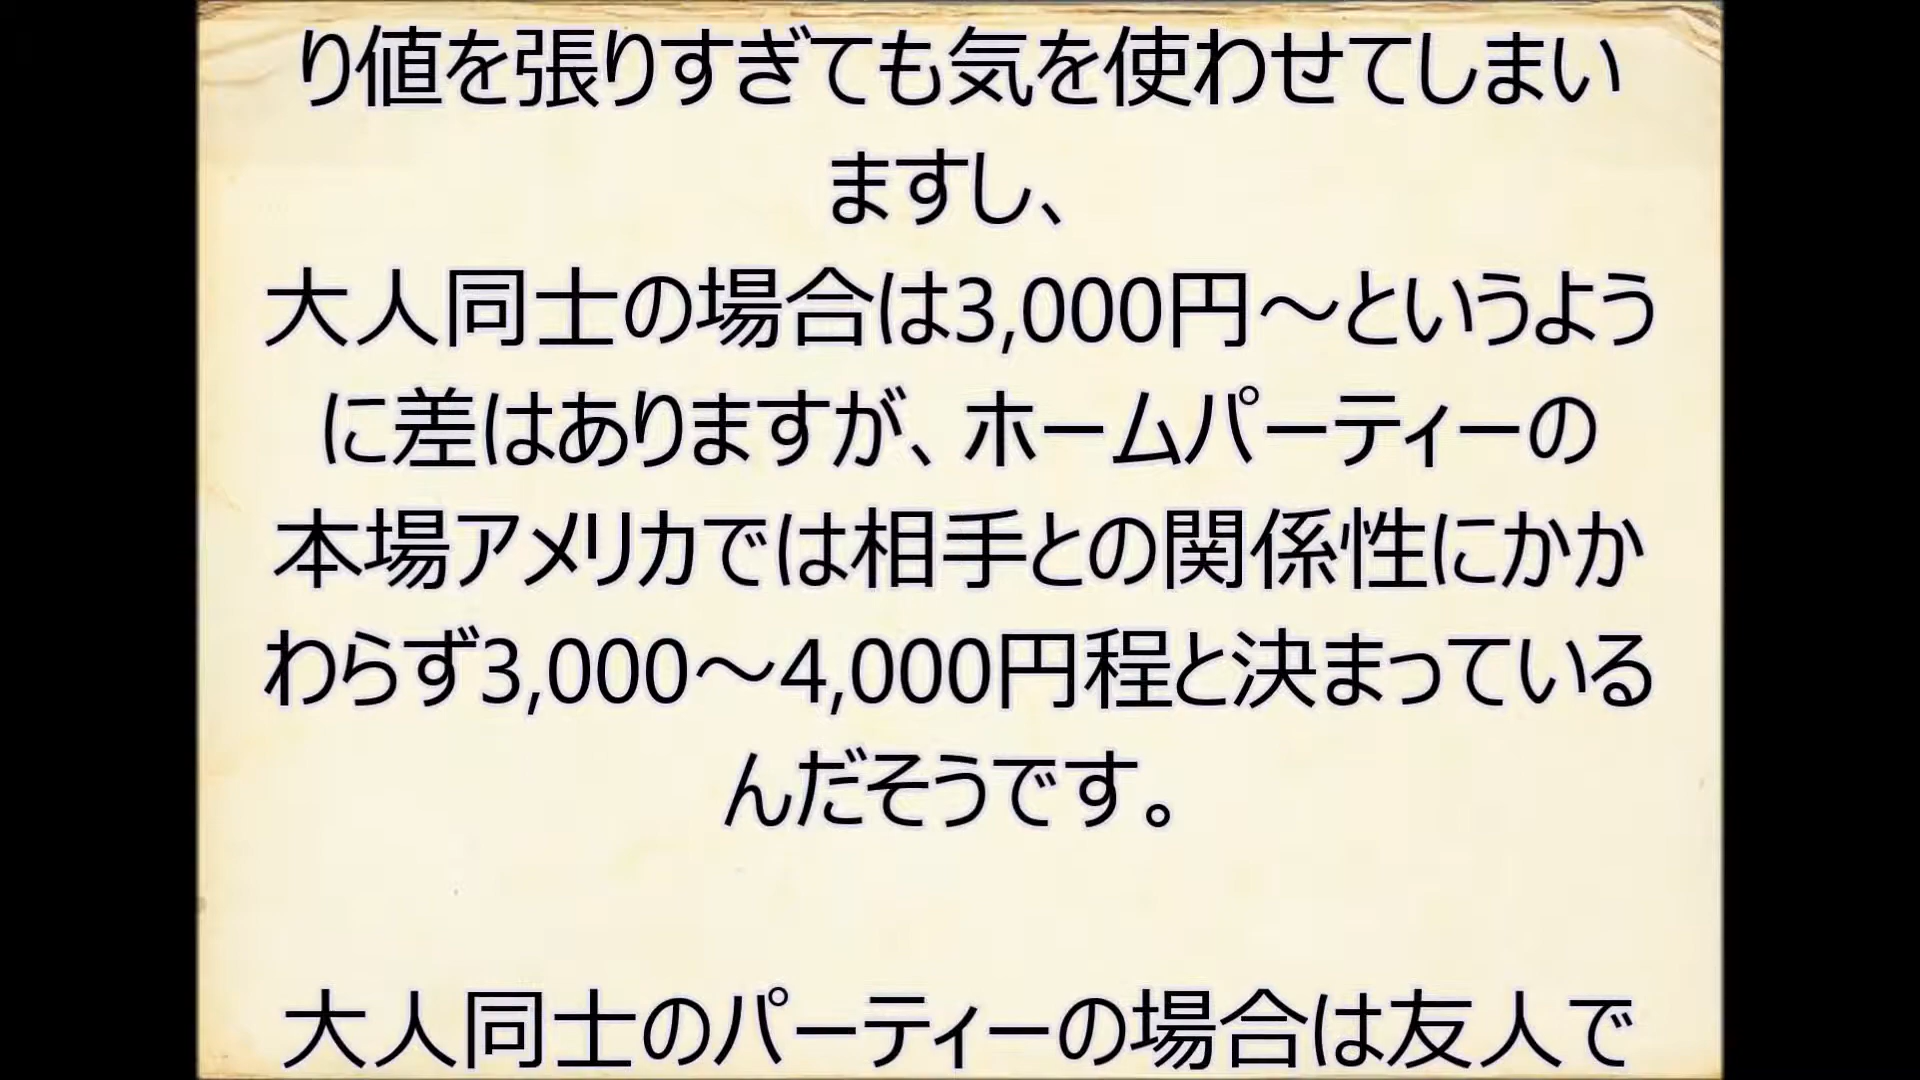 り値を張りすぎても気を使わせてしまい
ますし、
大人同士の場合は3,000円～というよう
に差はありますが、ホームパーティーの
本場アメリカでは相手との関係性にかか
わらず3,000～4,000円程と決まっている
んだそうです。
大人同士のパーティーの場合は友人で